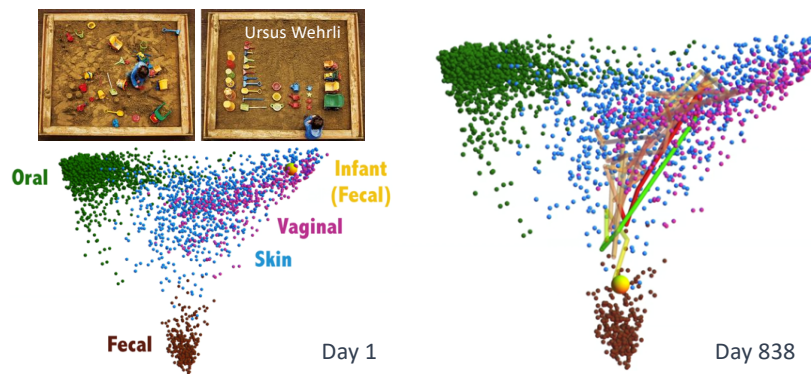 Ursus Wehrli
Oral
Infant
(Fecal)
Vaginal
Skin
Fecal
Day 1
Day 838